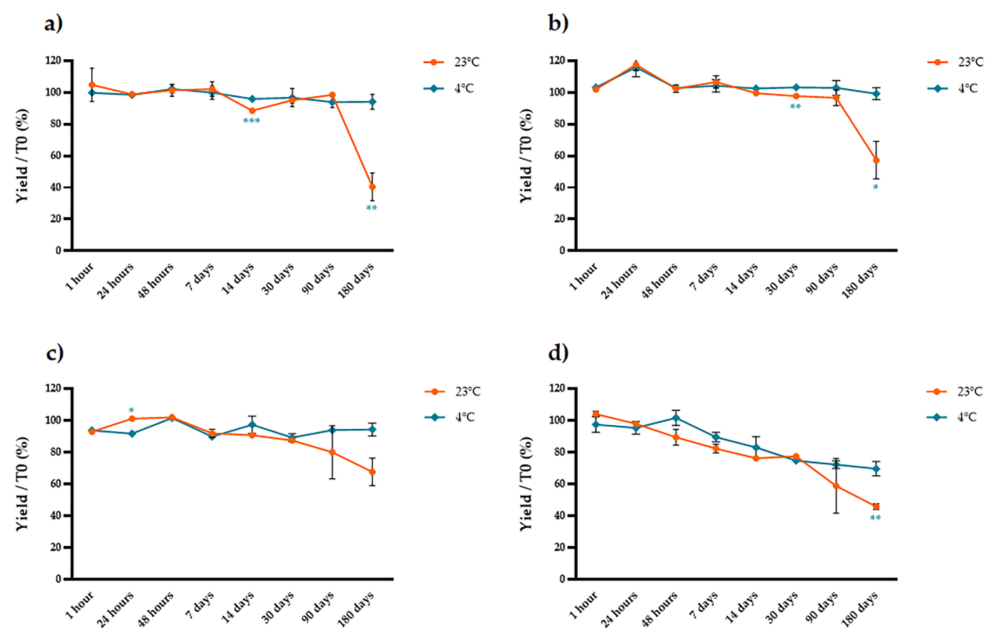 a)
Yield / T0 (%)
120
100
80
60
40
20
0
***
**
23°C
4°C
1 hour
24 hours
48 hours
7 days
14 days
30 days
90 days
180 days
b)
Yield / T0 (%)
120
100
80
60
40
20
0
**
*
23°C
4°C
1 hour
24 hours
48 hours
7 days
14 days
30 days
90 days
180 days
c)
Yield / T0 (%)
120
100
80
60
40
20
0
*
23°C
4°C
1 hour
24 hours
48 hours
7 days
14 days
30 days
90 days
180 days
d)
Yield / T0 (%)
120
100
80
60
40
20
0
**
23°C
4°C
1 hour
24 hours
48 hours
7 days
14 days
30 days
90 days
180 days